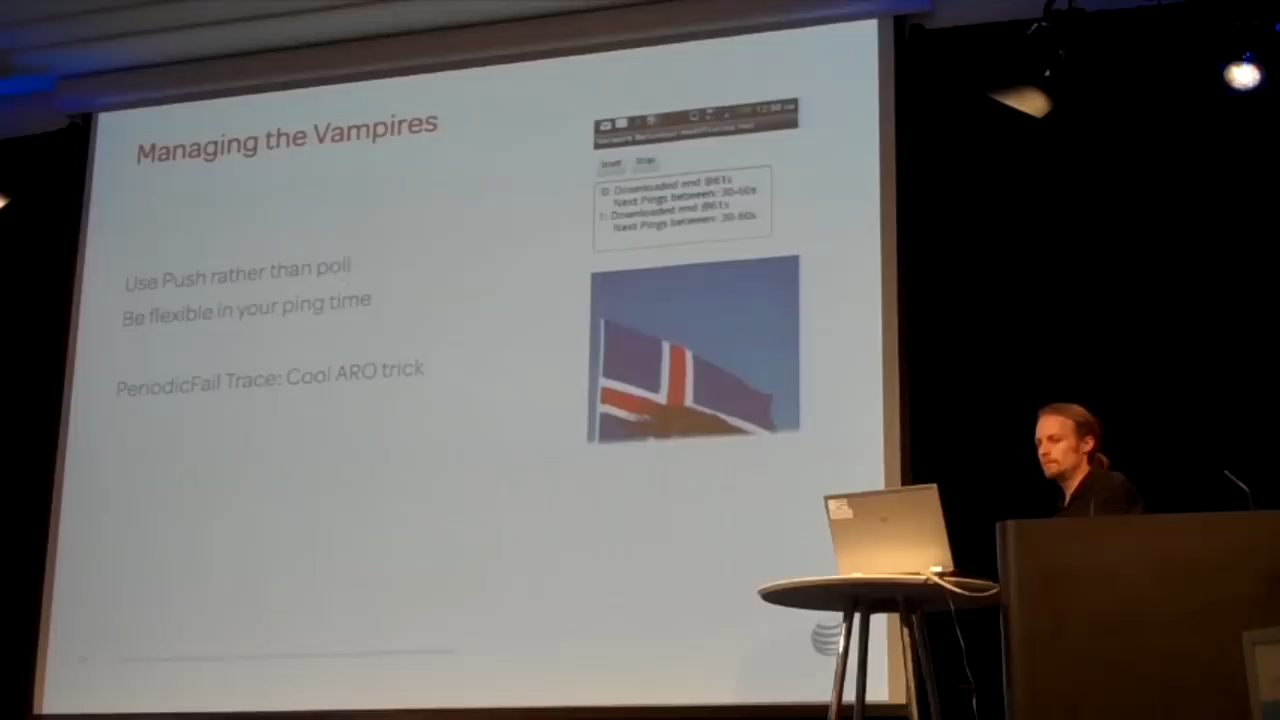 Managing the Vampires
12:50
Start Stop
0: Downloaded end @61s
Next Pings between: 30-60s
1: Downloaded end @61s
Next Pings between: 30-60s
Use Push rather than poll
Be flexible in your ping time
PeriodicFail Trace: Cool ARO trick